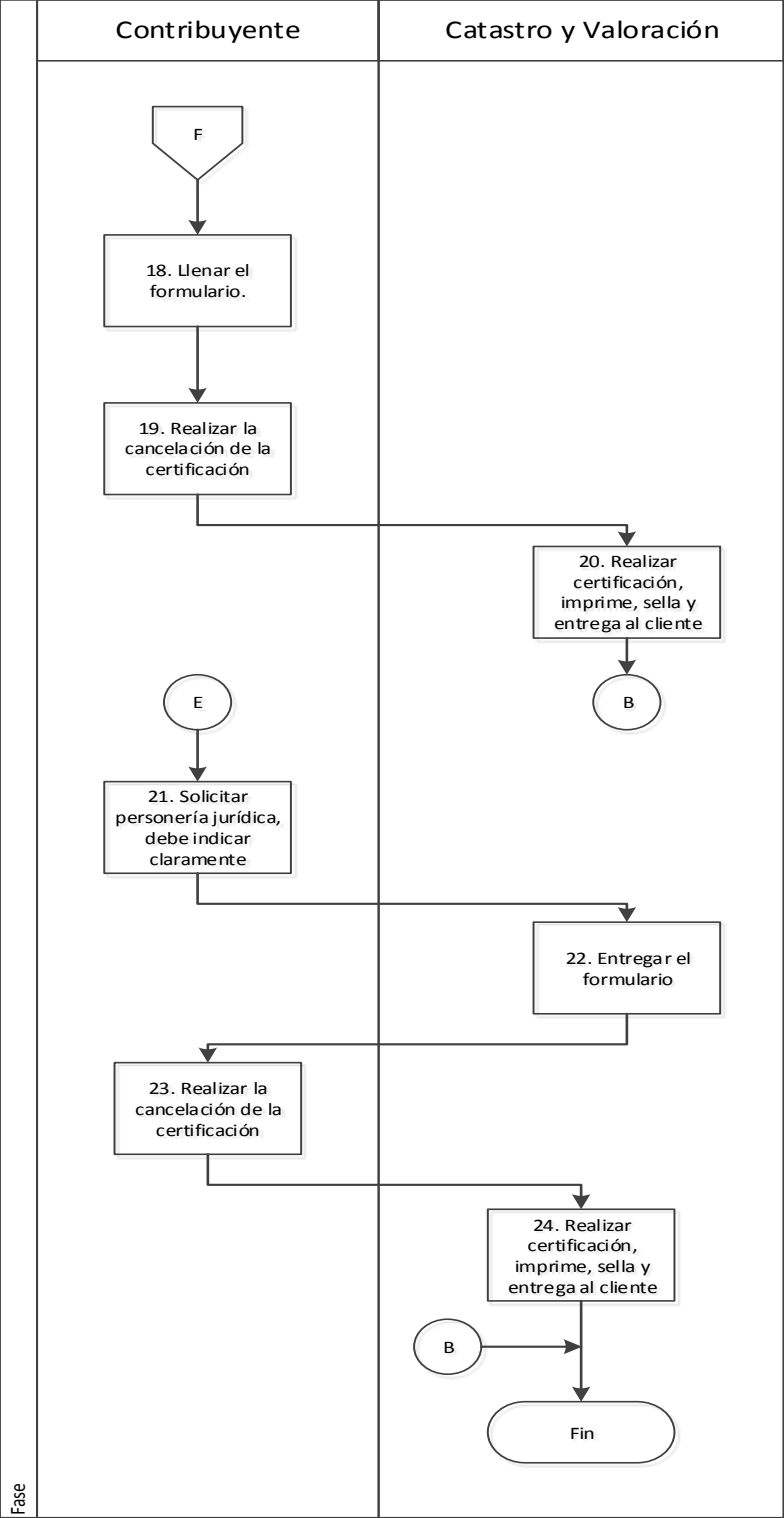 Contribuyente
Catastro y Valoración
F
18. Llenar el
formulario.
19. Realizar la
cancelación de la
certificación
20. Realizar
certificación,
imprime, sella y
entrega al cliente
E
B
21. Solicitar
personería jurídica,
debe indicar
claramente
22. Entregar el
formulario
23. Realizar la
cancelación de la
certificación
24. Realizar
certificación,
imprime, sella y
entrega al cliente
B
Fin
Fase